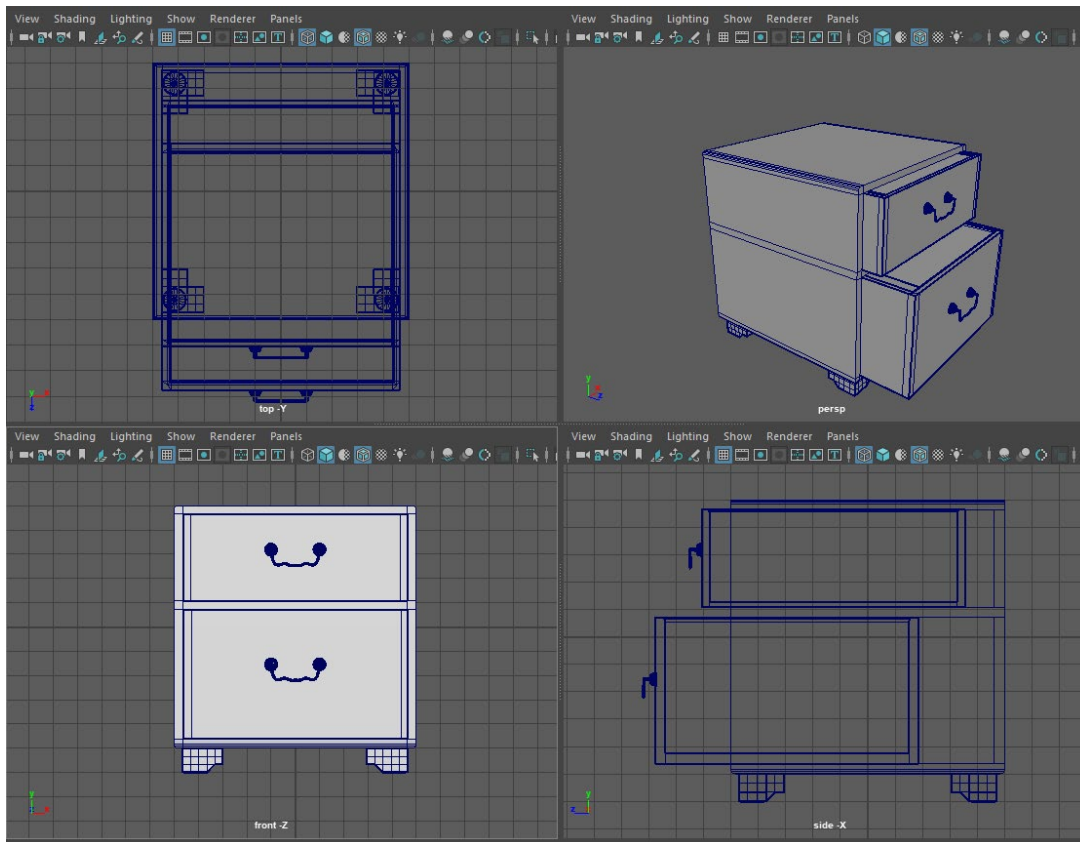 View Shading Lighting Show Renderer Panels
View Shading Lighting Show Renderer Panels
T
T
y
x
z
top -Y
y
x
z
persp
View Shading Lighting Show Renderer Panels
View Shading Lighting Show Renderer Panels
T
T
y
x
front -Z
y
z
side -X